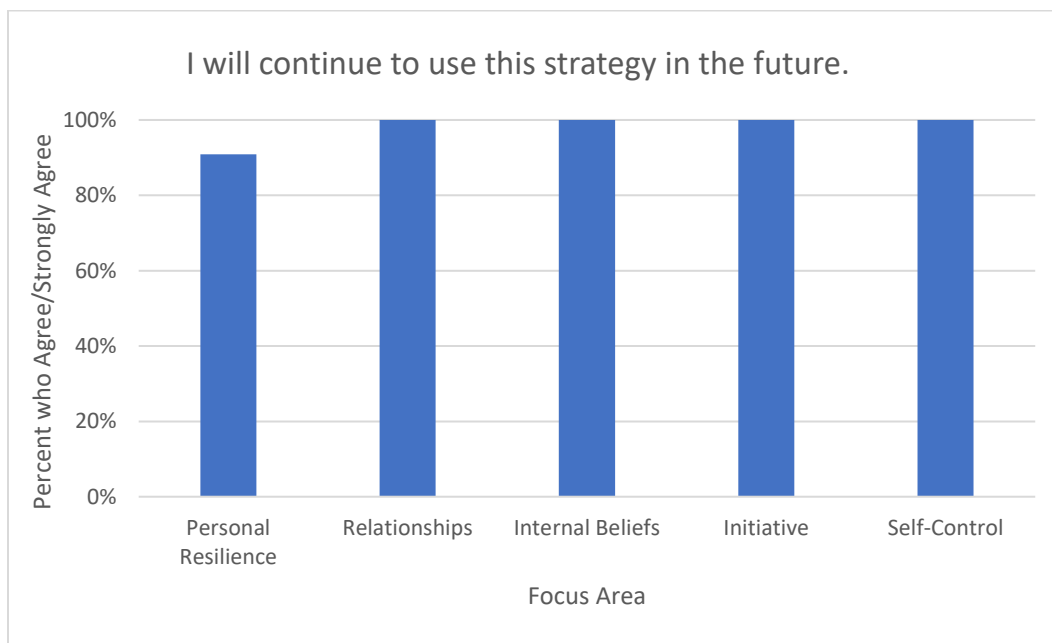 I will continue to use this strategy in the future.
Percent who Agree/Strongly Agree
100%
80%
60%
40%
20%
0%
Personal
Resilience
Relationships
Internal Beliefs
Initiative
Self-Control
Focus Area